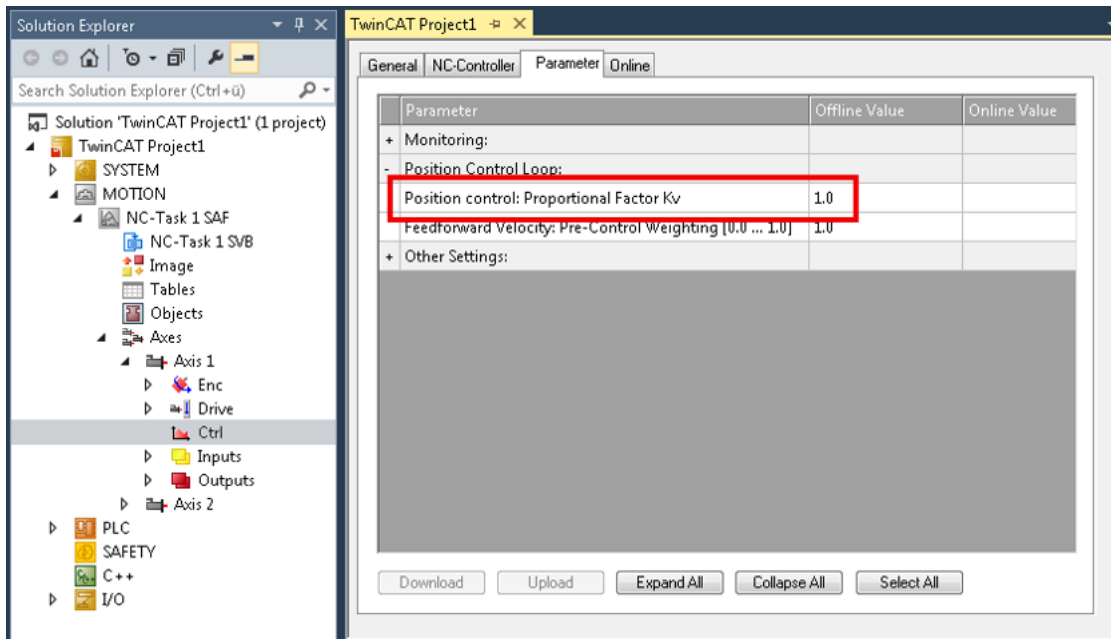 Solution Explorer
Search Solution Explorer (Ctrl+ü)
Solution 'TwinCAT Project1' (1 project)
TwinCAT Project1
SYSTEM
MOTION
NC-Task 1 SAF
NC-Task 1 SVB
Image
Tables
Objects
Axes
Axis 1
Enc
Drive
Ctrl
Inputs
Outputs
Axis 2
PLC
SAFETY
C++
I/O
TwinCAT Project1
General NC-Controller Parameter Online
Parameter Offline Value Online Value
+ Monitoring:
- Position Control Loop:
Position control: Proportional Factor Kv 1.0
Feedforward Velocity: Pre-Control Weighting [0.0 ... 1.0] 1.0
+ Other Settings:
Download Upload Expand All Collapse All Select All